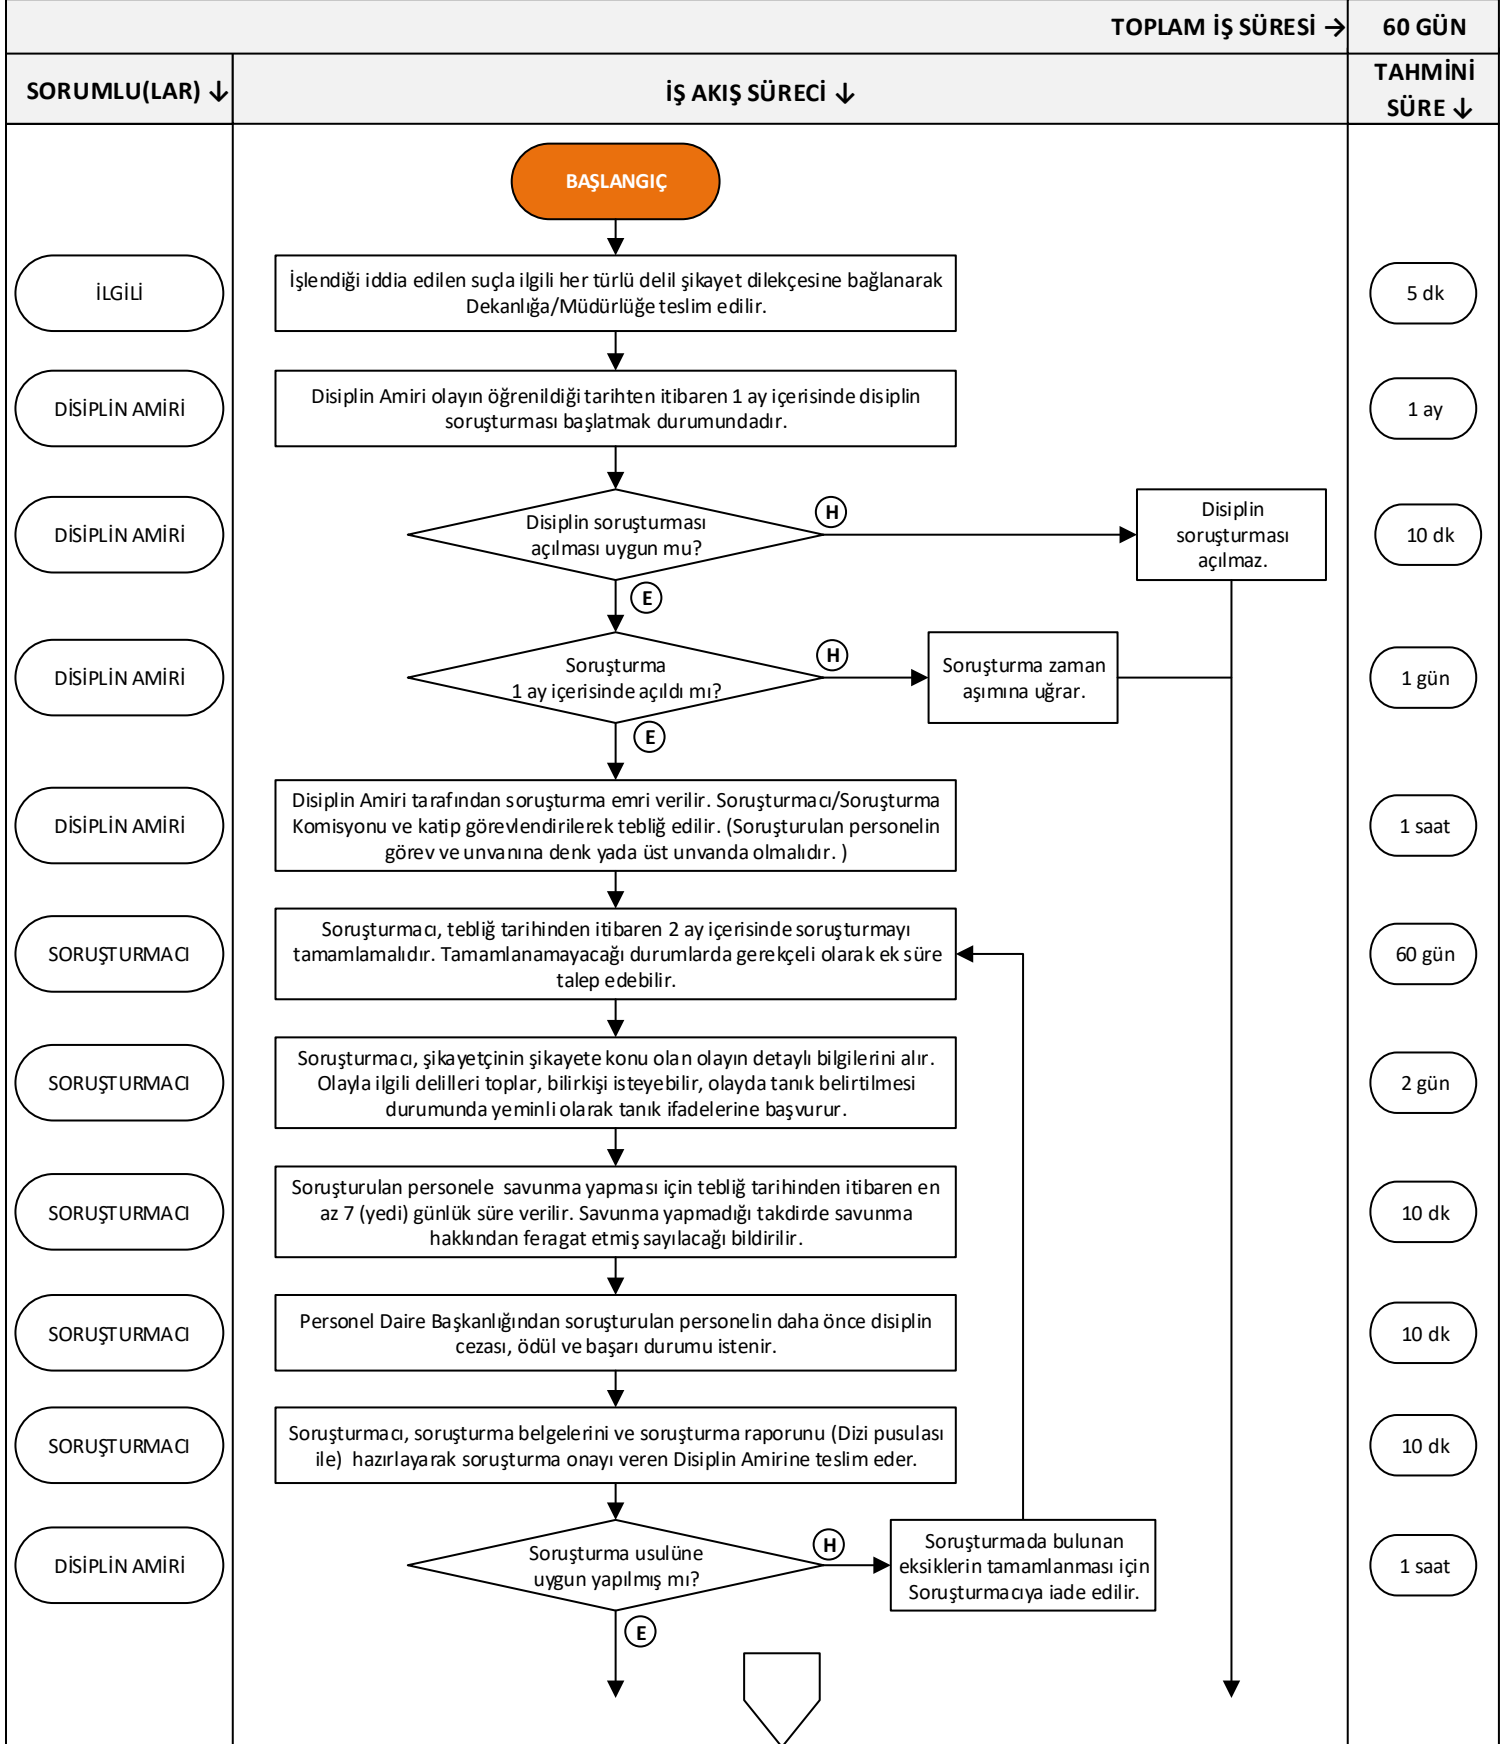 TOPLAM İŞ SÜRESİ → 60 GÜN
SORUMLU(LAR) ↓
İŞ AKIŞ SÜRECİ ↓
TAHMİNİ
SÜRE ↓
BAŞLANGIÇ
İLGİLİ
İşlendiği iddia edilen suçla ilgili her türlü delil şikayet dilekçesine bağlanarak
Dekanlığa/Müdürlüğe teslim edilir.
5 dk
DİSİPLİN AMİRİ
Disiplin Amiri olayın öğrenildiği tarihten itibaren 1 ay içerisinde disiplin
soruşturması başlatmak durumundadır.
1 ay
DİSİPLİN AMİRİ
Disiplin soruşturması
açılması uygun mu?
H
Disiplin
soruşturması
açılmaz.
10 dk
E
DİSİPLİN AMİRİ
Soruşturma
1 ay içerisinde açıldı mı?
H
Soruşturma zaman
aşımına uğrar.
1 gün
E
DİSİPLİN AMİRİ
Disiplin Amiri tarafından soruşturma emri verilir. Soruşturmacı/Soruşturma
Komisyonu ve katip görevlendirilerek tebliğ edilir. (Soruşturulan personelin
görev ve unvanına denk yada üst unvanda olmalıdır. )
1 saat
SORUŞTURMACI
Soruşturmacı, tebliğ tarihinden itibaren 2 ay içerisinde soruşturmayı
tamamlamalıdır. Tamamlanamayacağı durumlarda gerekçeli olarak ek süre
talep edebilir.
60 gün
SORUŞTURMACI
Soruşturmacı, şikayetçinin şikayete konu olan olayın detaylı bilgilerini alır.
Olayla ilgili delilleri toplar, bilirkişi isteyebilir, olayda tanık belirtilmesi
durumunda yeminli olarak tanık ifadelerine başvurur.
2 gün
SORUŞTURMACI
Soruşturulan personele savunma yapması için tebliğ tarihinden itibaren en
az 7 (yedi) günlük süre verilir. Savunma yapmadığı takdirde savunma
hakkından feragat etmiş sayılacağı bildirilir.
10 dk
SORUŞTURMACI
Personel Daire Başkanlığından soruşturulan personelin daha önce disiplin
cezası, ödül ve başarı durumu istenir.
10 dk
SORUŞTURMACI
Soruşturmacı, soruşturma belgelerini ve soruşturma raporunu (Dizi pusulası
ile) hazırlayarak soruşturma onayı veren Disiplin Amirine teslim eder.
10 dk
DİSİPLİN AMİRİ
Soruşturma usulüne
uygun yapılmış mı?
H
Soruşturmada bulunan
eksiklerin tamamlanması için
Soruşturmacıya iade edilir.
1 saat
E